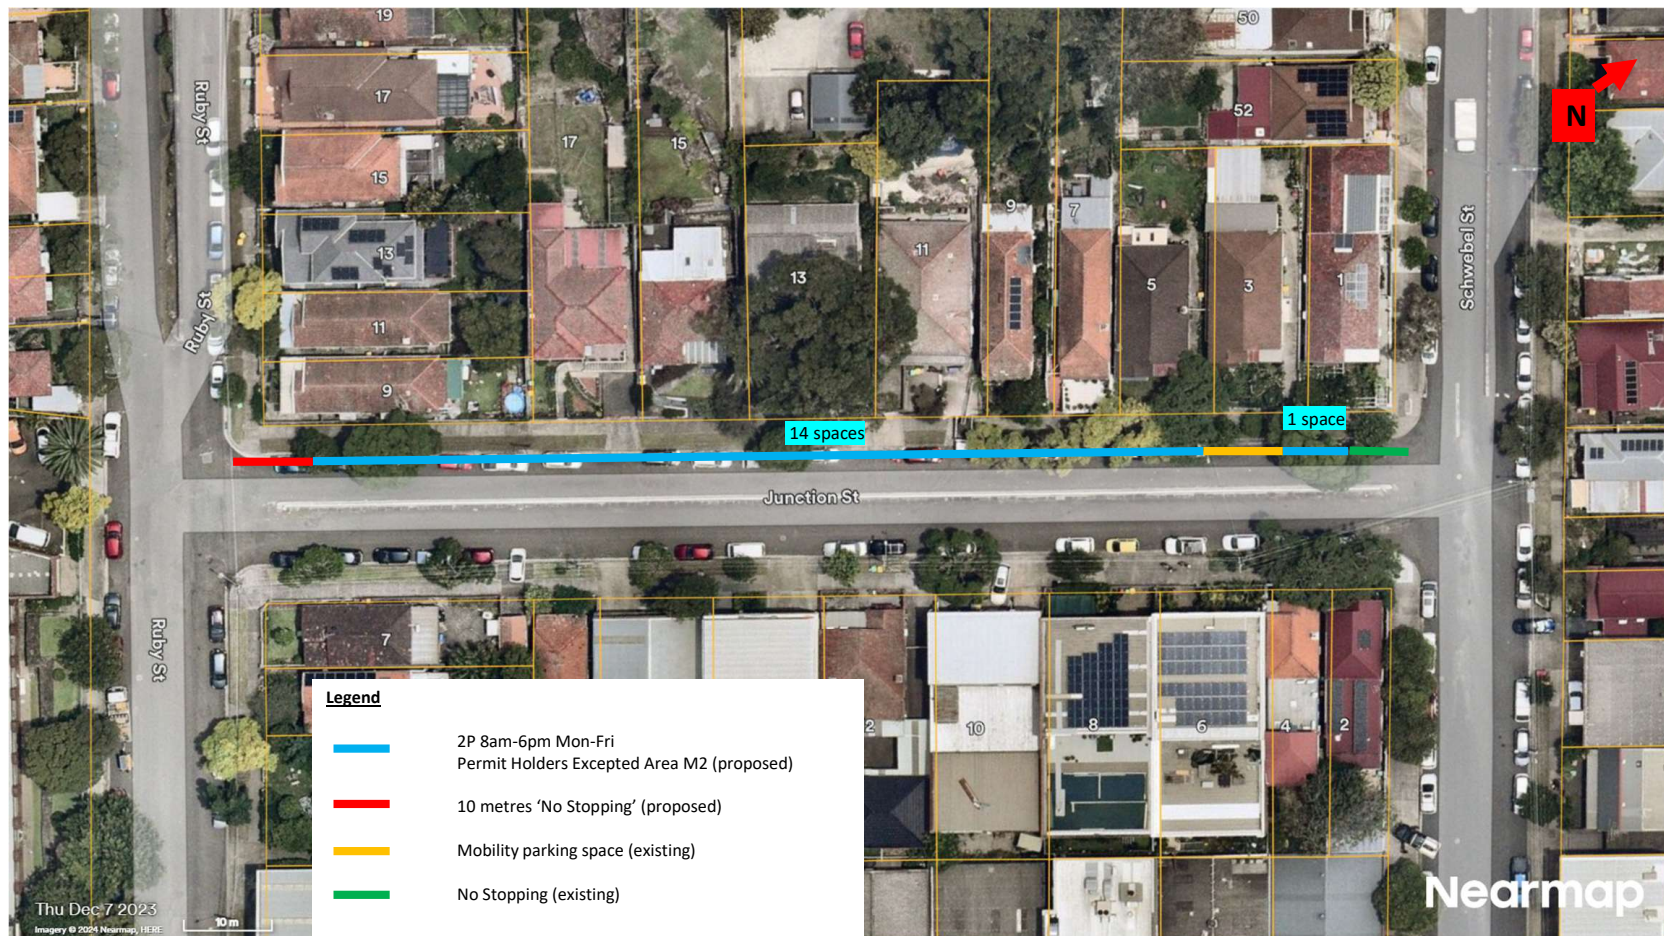 19
50
17
Ruby St
52
N
17
15
15
9
7
13
13
11
5
3
1
Schwebel St
Ruby St
11
9
14 spaces
1 space
Junction St
7
Ruby St
2
10
8
6
4
2
Legend
2P 8am-6pm Mon-Fri
Permit Holders Excepted Area M2 (proposed)
10 metres ‘No Stopping’ (proposed)
Mobility parking space (existing)
No Stopping (existing)
Thu Dec 7 2023
Imagery © 2024 Nearmap, HERE
10 m
Nearmap